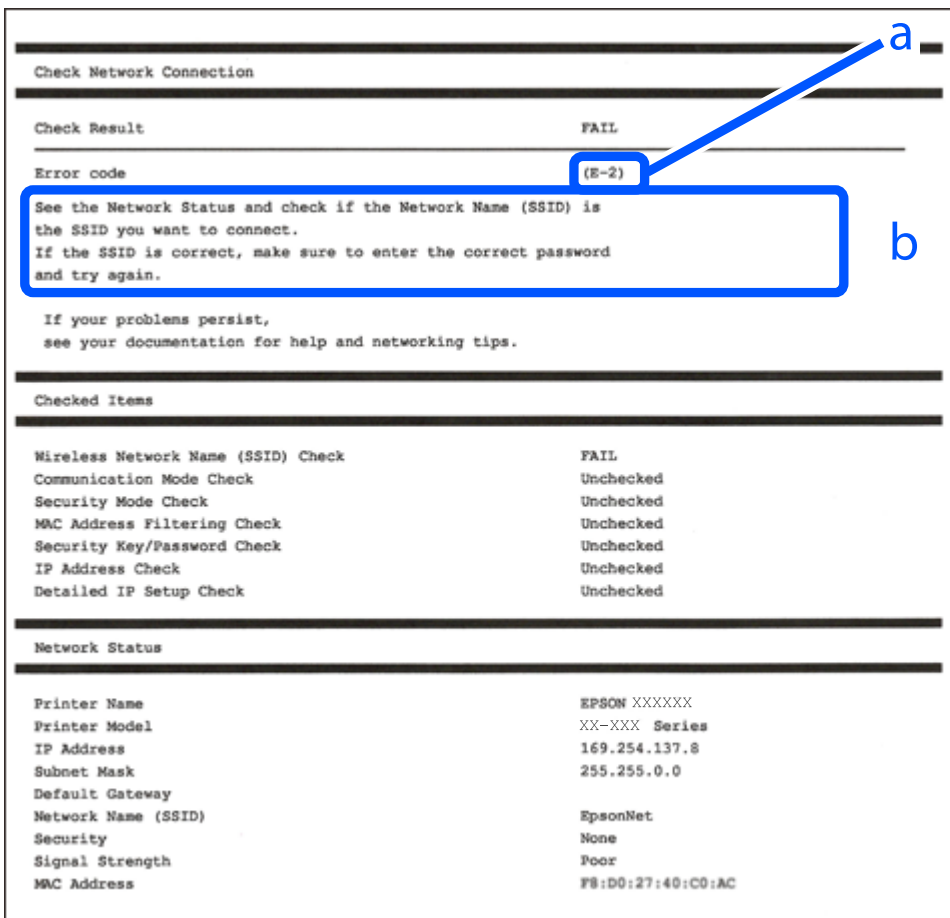 a
Check Network Connection
Check Result FAIL
Error code (E-2)
See the Network Status and check if the Network Name (SSID) is
the SSID you want to connect.
If the SSID is correct, make sure to enter the correct password
and try again.
b
If your problems persist,
see your documentation for help and networking tips.
Checked Items
Wireless Network Name (SSID) Check FAIL
Communication Mode Check Unchecked
Security Mode Check Unchecked
MAC Address Filtering Check Unchecked
Security Key/Password Check Unchecked
IP Address Check Unchecked
Detailed IP Setup Check Unchecked
Network Status
Printer Name EPSON XXXXXX
Printer Model XX-XXX Series
IP Address 169.254.137.8
Subnet Mask 255.255.0.0
Default Gateway
Network Name (SSID) EpsonNet
Security None
Signal Strength Poor
MAC Address F8:D0:27:40:C0:AC